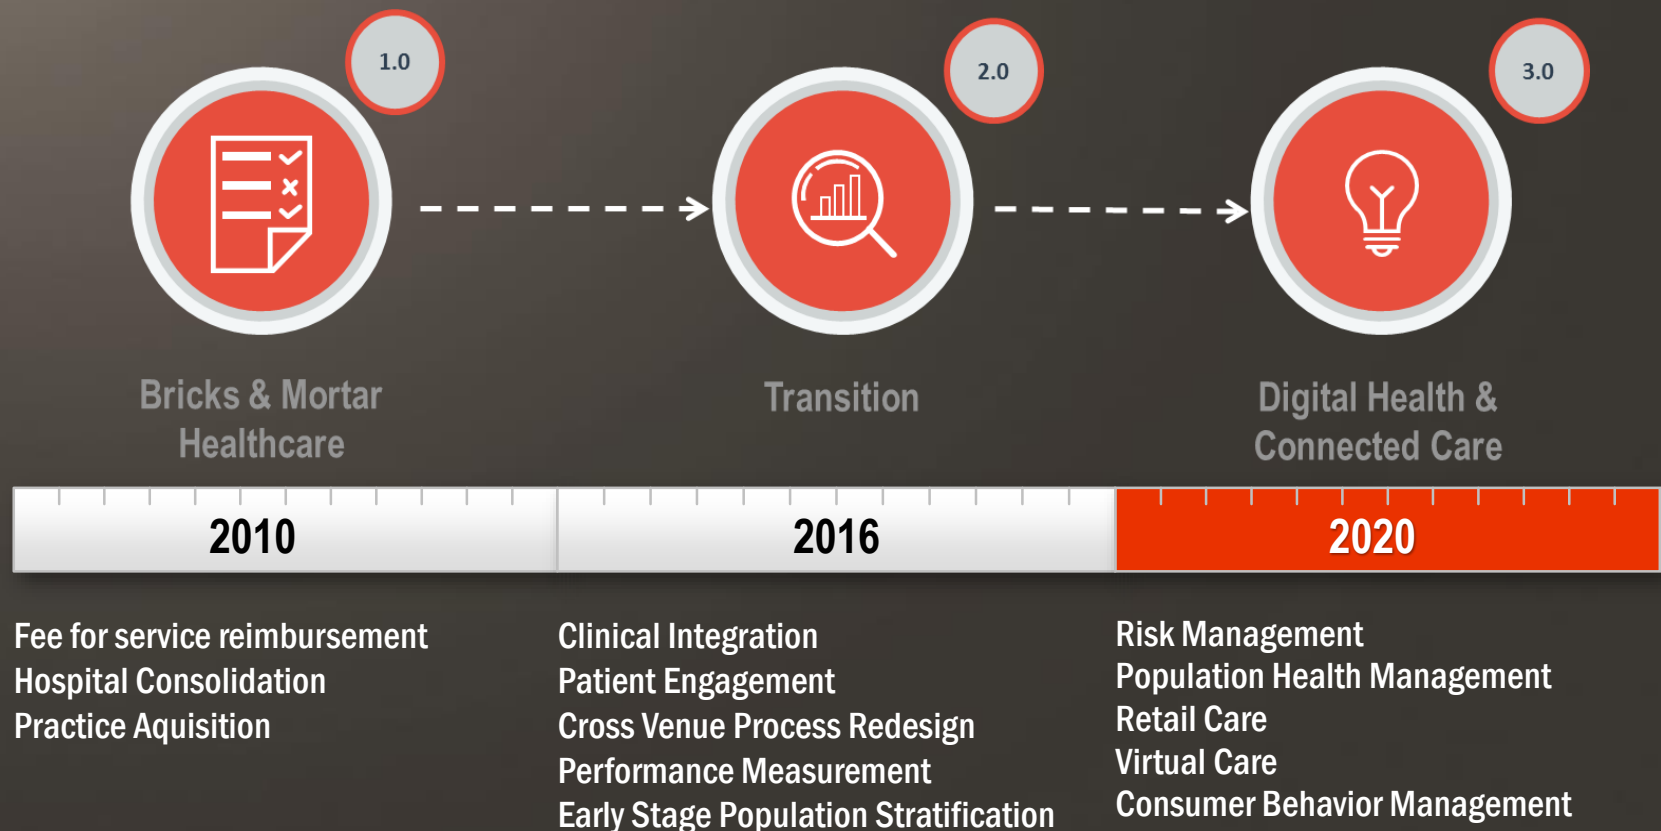 1.0
2.0
3.0
Bricks & Mortar
Healthcare
Transition
Digital Health &
Connected Care
2010
2016
2020
Fee for service reimbursement
Hospital Consolidation
Practice Aquisition
Clinical Integration
Patient Engagement
Cross Venue Process Redesign
Performance Measurement
Early Stage Population Stratification
Risk Management
Population Health Management
Retail Care
Virtual Care
Consumer Behavior Management